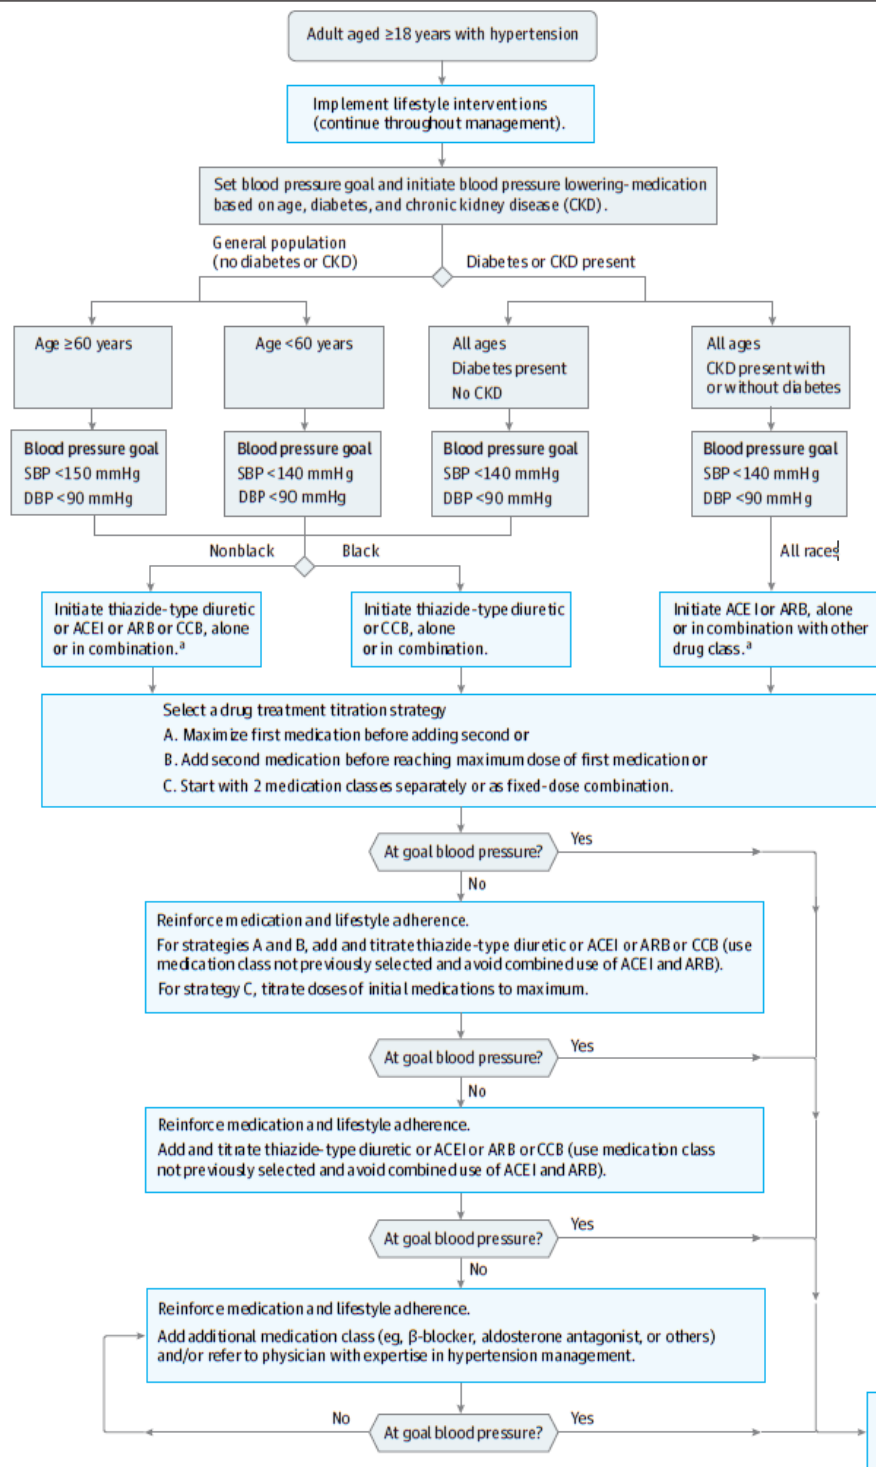 Adult aged ≥18 years with hypertension
Implement lifestyle interventions
(continue throughout management).
Set blood pressure goal and initiate blood pressure lowering-medication
based on age, diabetes, and chronic kidney disease (CKD).
General population
(no diabetes or CKD)
Diabetes or CKD present
Age ≥60 years
Age <60 years
All ages
Diabetes present
No CKD
All ages
CKD present with
or without diabetes
Blood pressure goal
SBP <150 mmHg
DBP <90 mmHg
Blood pressure goal
SBP <140 mmHg
DBP <90 mmHg
Blood pressure goal
SBP <140 mmHg
DBP <90 mmHg
Blood pressure goal
SBP <140 mmHg
DBP <90 mmHg
Nonblack
Black
All races
Initiate thiazide-type diuretic
or ACEI or ARB or CCB, alone
or in combination.ª
Initiate thiazide-type diuretic
or CCB, alone
or in combination.
Initiate ACEI or ARB, alone
or in combination with other
drug class.ª
Select a drug treatment titration strategy
A. Maximize first medication before adding second or
B. Add second medication before reaching maximum dose of first medication or
C. Start with 2 medication classes separately or as fixed-dose combination.
At goal blood pressure?
Yes
No
Reinforce medication and lifestyle adherence.
For strategies A and B, add and titrate thiazide-type diuretic or ACEI or ARB or CCB (use
medication class not previously selected and avoid combined use of ACEI and ARB).
For strategy C, titrate doses of initial medications to maximum.
At goal blood pressure?
Yes
No
Reinforce medication and lifestyle adherence.
Add and titrate thiazide-type diuretic or ACEI or ARB or CCB (use medication class
not previously selected and avoid combined use of ACEI and ARB).
At goal blood pressure?
Yes
No
Reinforce medication and lifestyle adherence.
Add additional medication class (eg, β-blocker, aldosterone antagonist, or others)
and/or refer to physician with expertise in hypertension management.
No
At goal blood pressure?
Yes